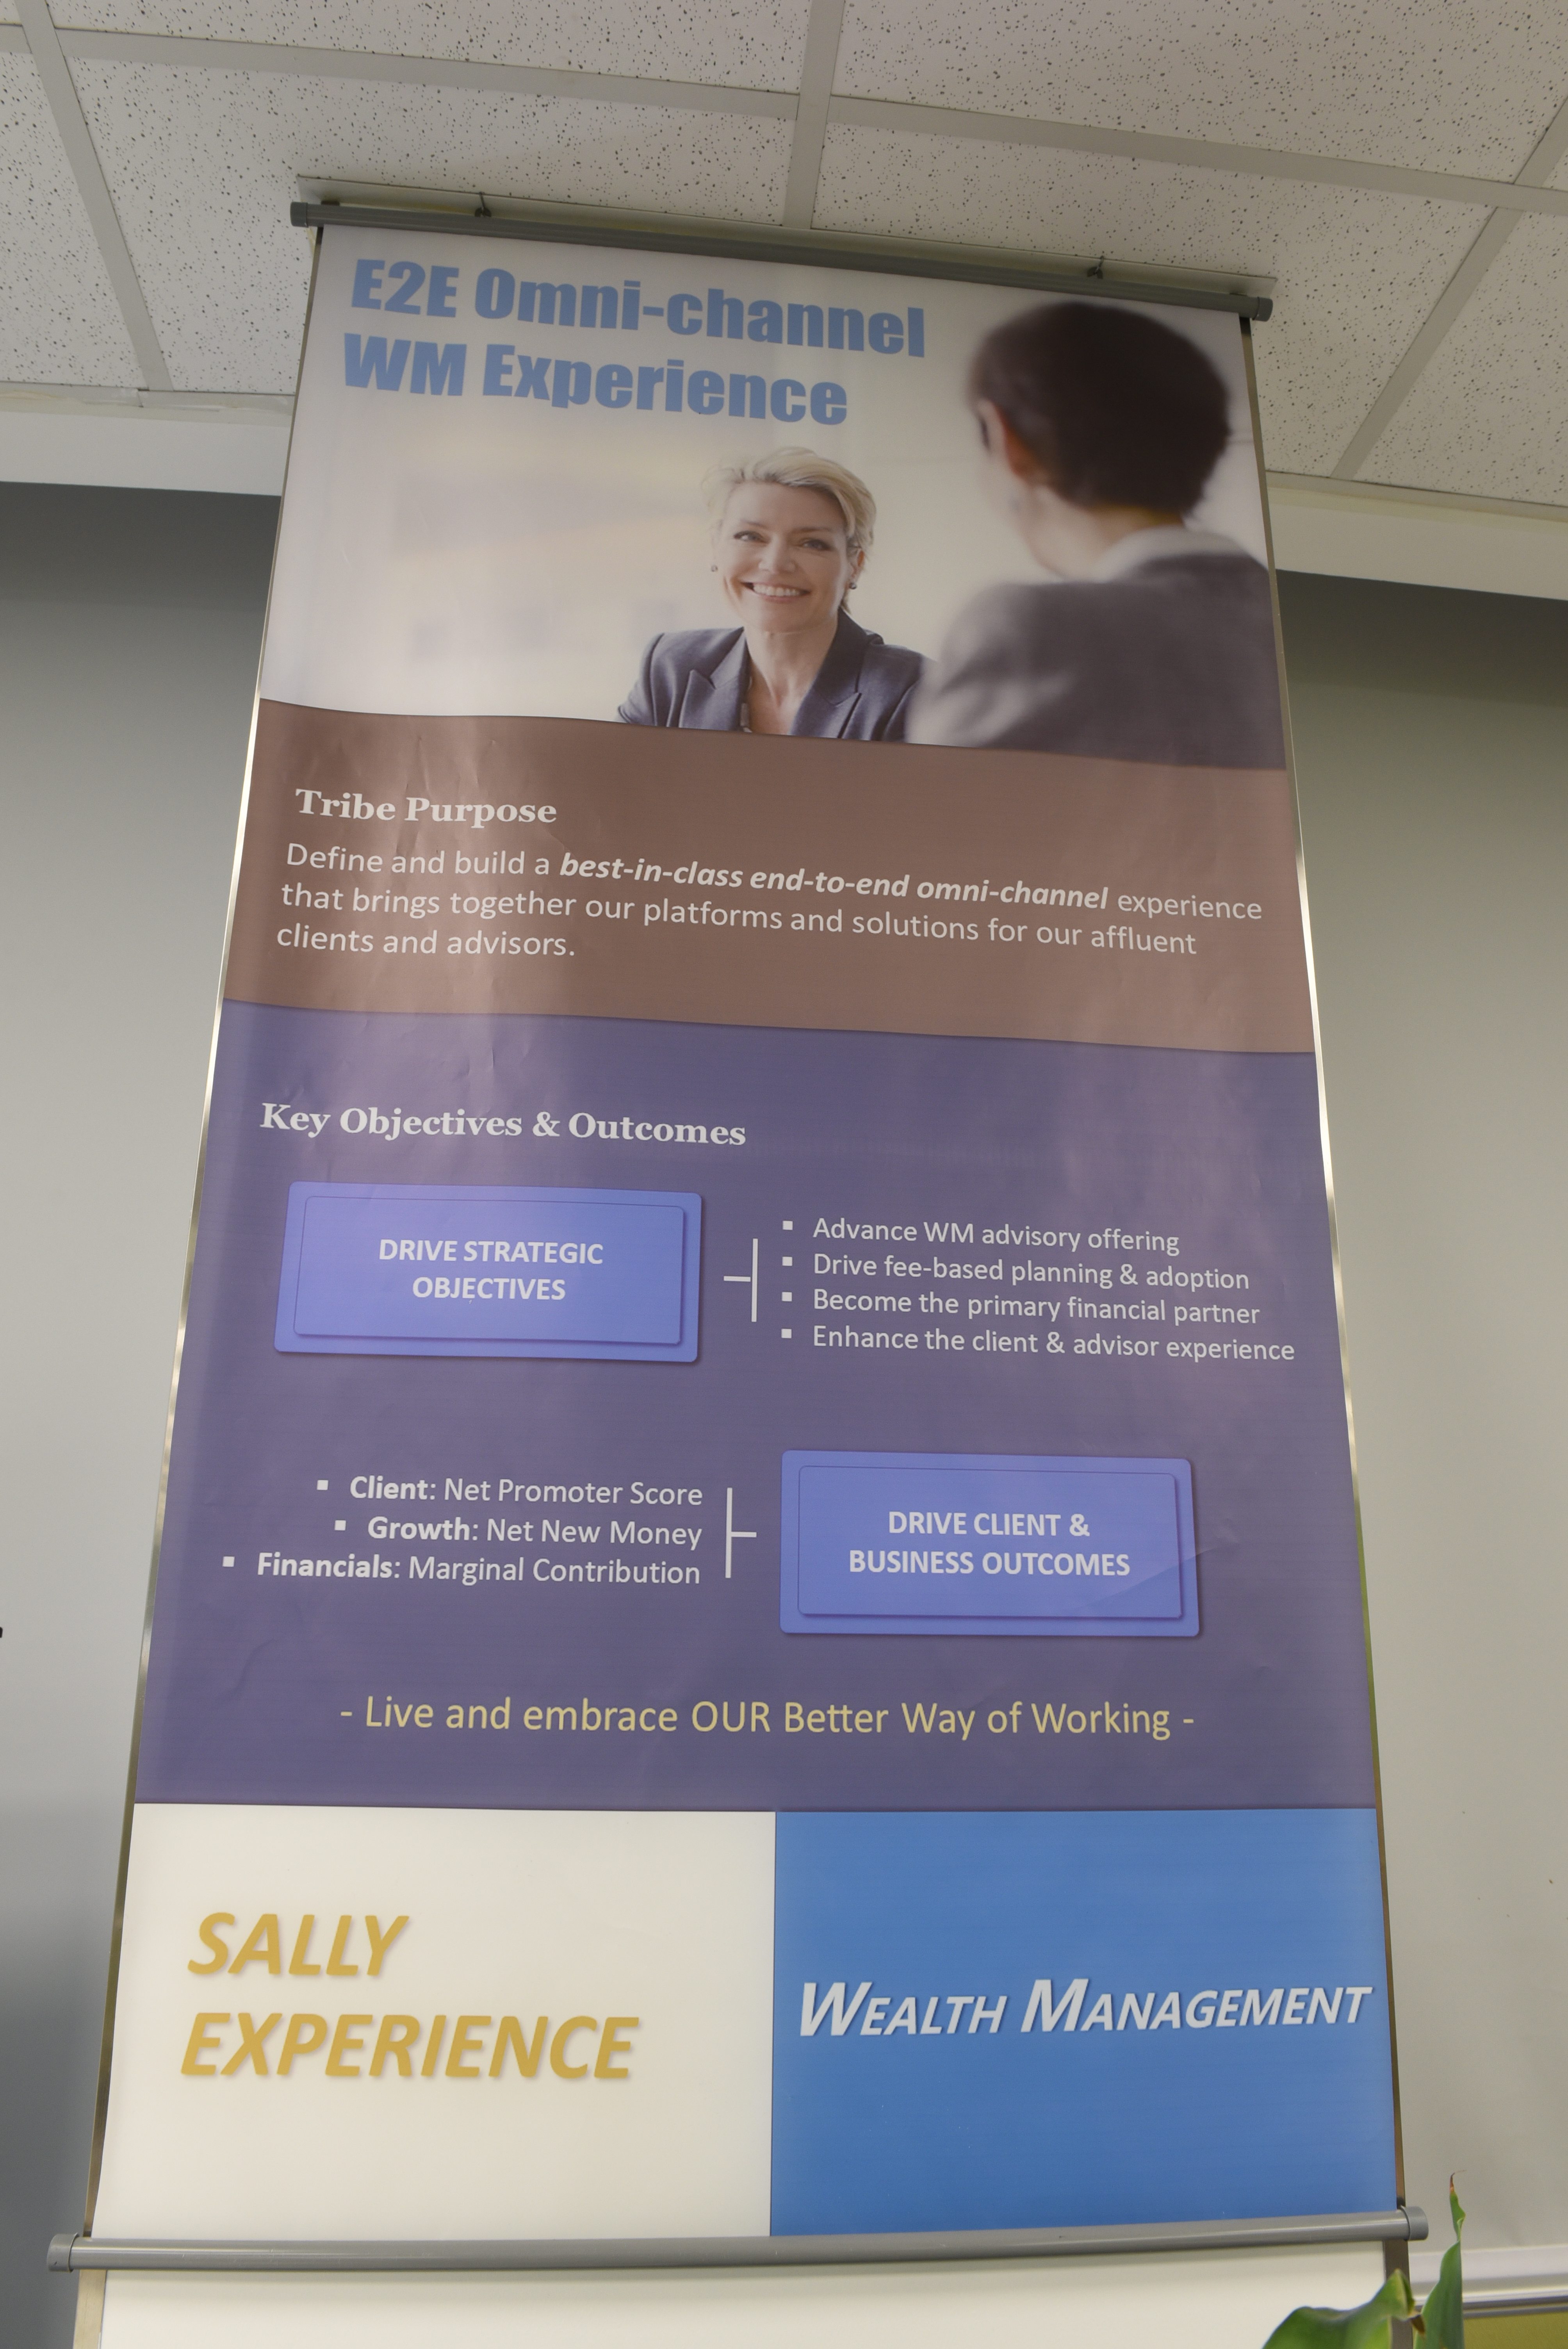 E2E Omni-channel
WM Experience
Tribe Purpose
Define and build a best-in-class end-to-end omni-channel experience
that brings together our platforms and solutions for our affluent
clients and advisors.
Key Objectives & Outcomes
DRIVE STRATEGIC
OBJECTIVES
▪ Advance WM advisory offering
▪ Drive fee-based planning & adoption
▪ Become the primary financial partner
▪ Enhance the client & advisor experience
▪ Client: Net Promoter Score
▪ Growth: Net New Money
▪ Financials: Marginal Contribution
DRIVE CLIENT &
BUSINESS OUTCOMES
- Live and embrace OUR Better Way of Working -
SALLY
EXPERIENCE
WEALTH MANAGEMENT